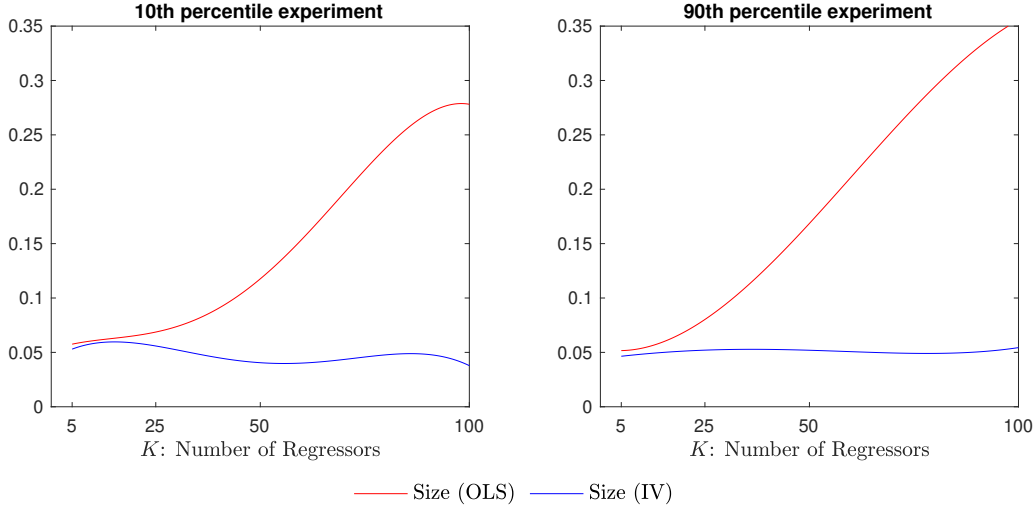 10th percentile experiment
0.35
0.3
0.25
0.2
0.15
0.1
0.05
0
5 25 50 100
K: Number of Regressors
90th percentile experiment
0.35
0.3
0.25
0.2
0.15
0.1
0.05
0
5 25 50 100
K: Number of Regressors
Size (OLS) Size (IV)